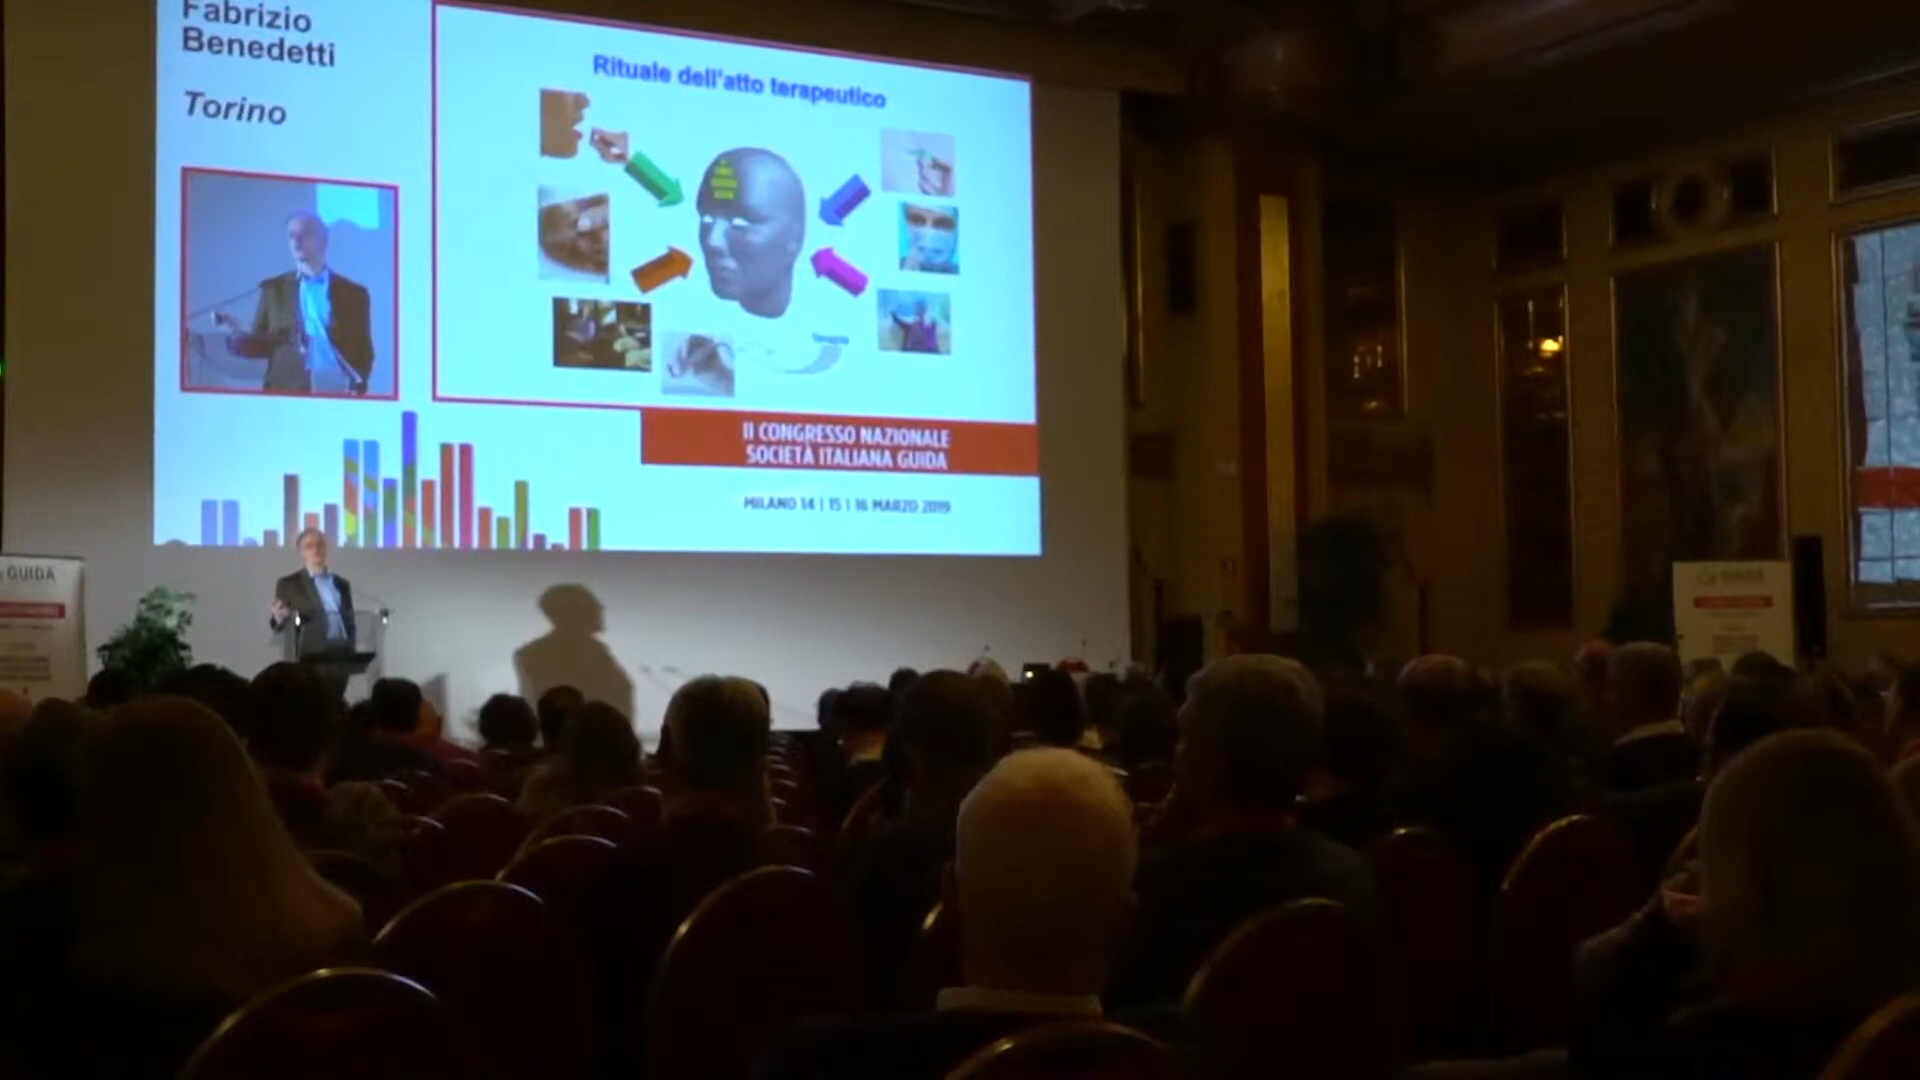 Fabrizio
Benedetti
Torino
Rituale dell'atto terapeutico
II CONGRESSO NAZIONALE
SOCIETÀ ITALIANA GUIDA
MILANO 14 | 15 | 16 MARZO 2019
GUIDA